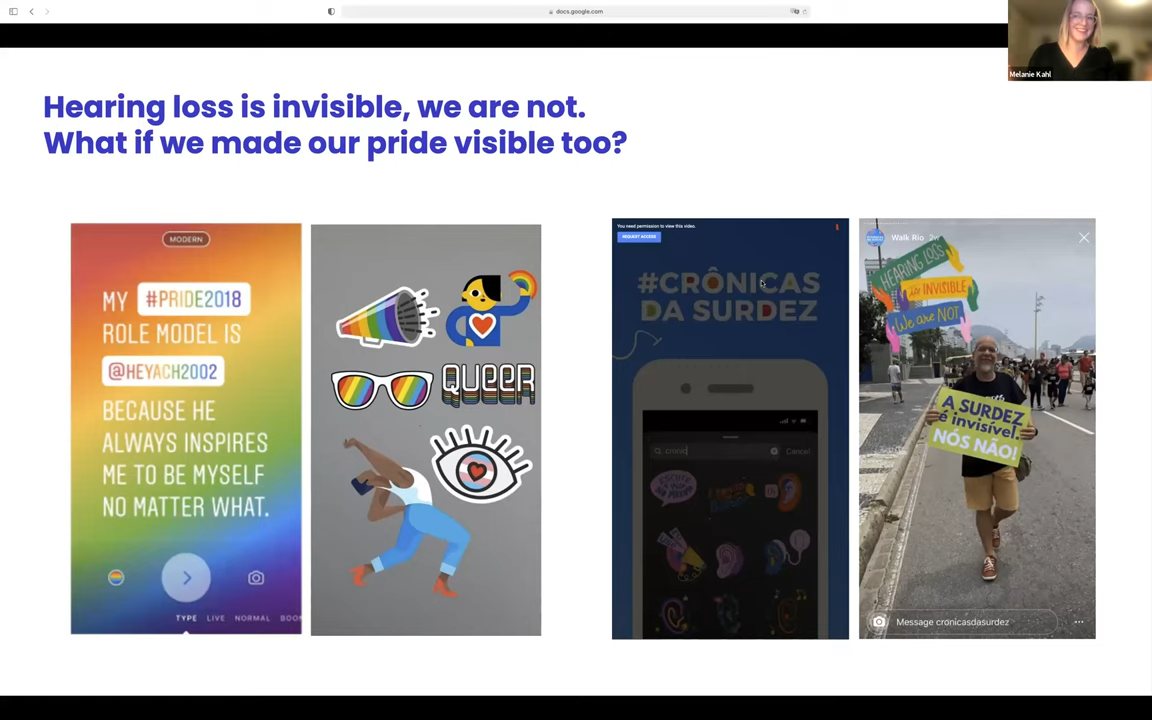 docs.google.com
Melanie Kahl
Hearing loss is invisible, we are not.
What if we made our pride visible too?
MODERN
MY #PRIDE2018
ROLE MODEL IS
@HEYACH2002
BECAUSE HE
ALWAYS INSPIRES
ME TO BE MYSELF
NO MATTER WHAT.
TYPE LIVE NORMAL BOO
QUEER
You need permission to view this video.
REQUEST ACCESS
#CRÔNICAS
DA SURDEZ
Cancel
Walk Rio 2w
HEARING LOSS
is INVISIBLE
We are NOT
A SURDEZ
é invisível.
NÓS NÃO!
Message cronicasdasurdez